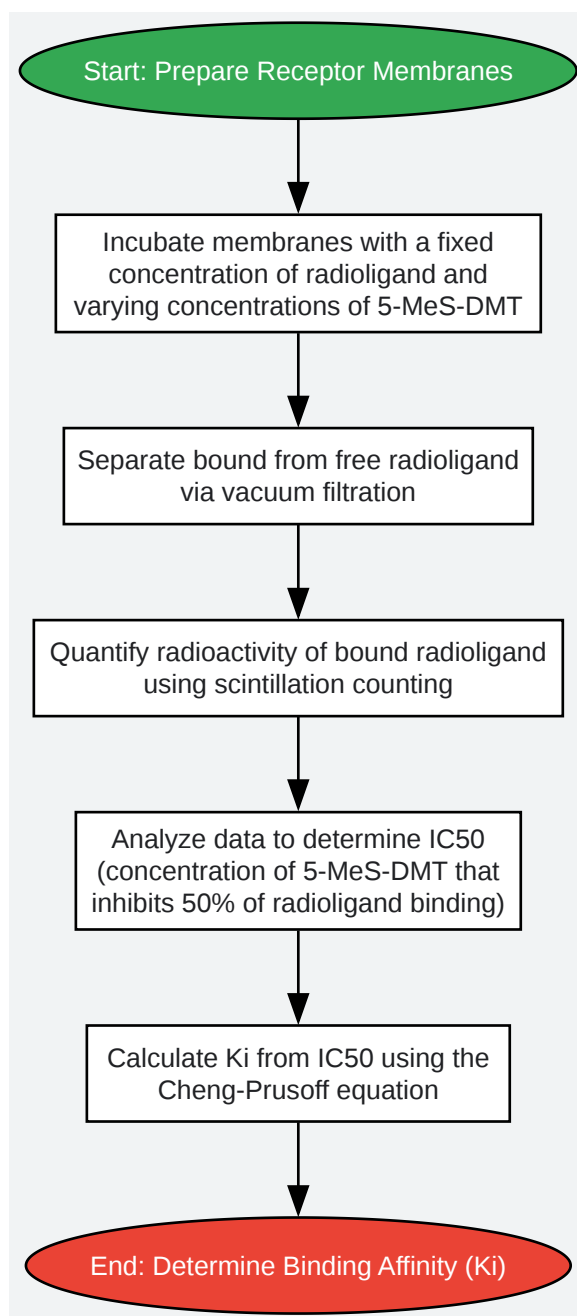 Start: Prepare Receptor Membranes
Incubate membranes with a fixed
concentration of radioligand and
varying concentrations of 5-MeS-DMT
Separate bound from free radioligand
via vacuum filtration
Quantify radioactivity of bound radioligand
using scintillation counting
Analyze data to determine IC50
(concentration of 5-MeS-DMT that
inhibits 50% of radioligand binding)
Calculate Ki from IC50 using the
Cheng-Prusoff equation
End: Determine Binding Affinity (Ki)